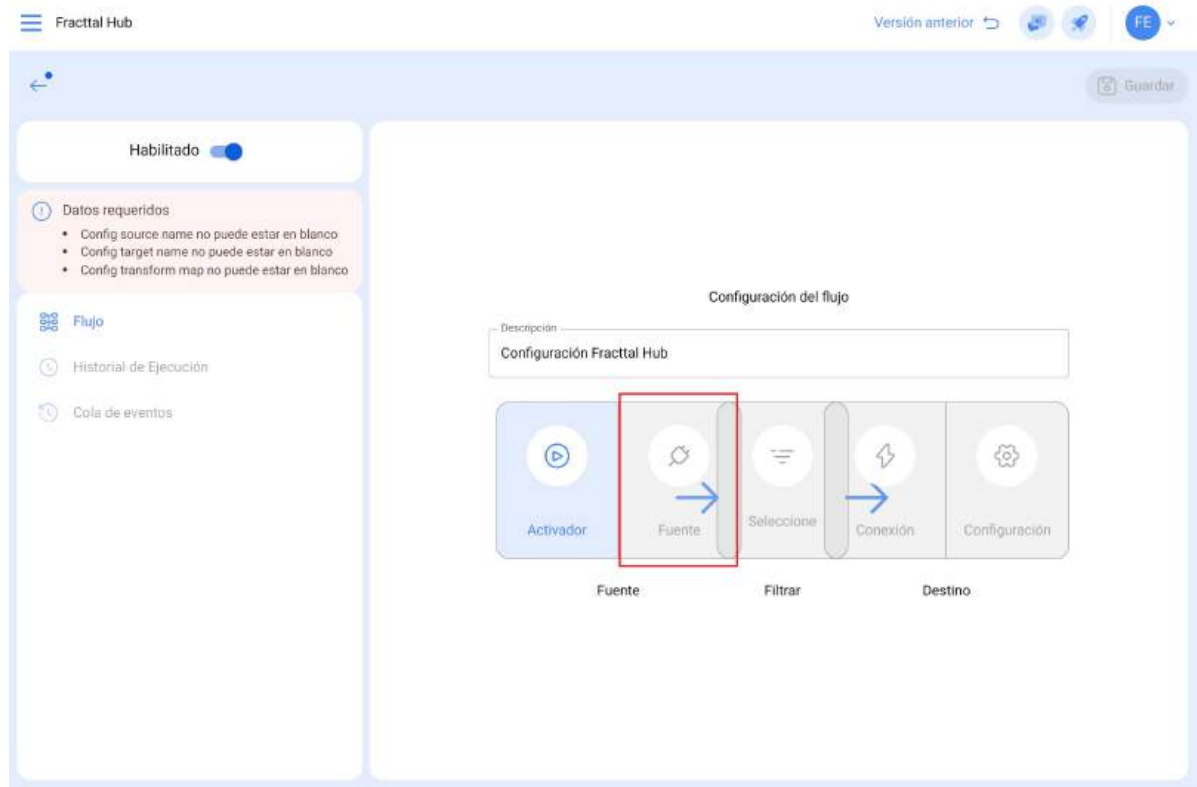 Fracttal Hub
Versión anterior
FE
Guardar
Habilitado
Datos requeridos
• Config source name no puede estar en blanco
• Config target name no puede estar en blanco
• Config transform map no puede estar en blanco
Flujo
Historial de Ejecución
Cola de eventos
Configuración del flujo
Descripción
Configuración Fracttal Hub
Activador
Fuente
Seleccione
Conexión
Configuración
Fuente
Filtrar
Destino